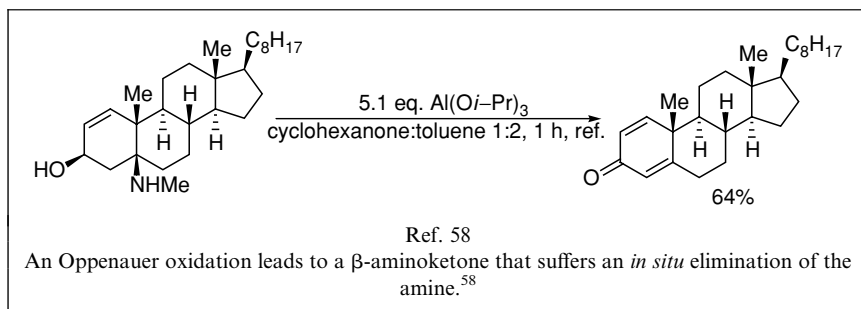 C8H17
Me
Me
H
H
H
HO
NHMe
5.1 eq. Al(Oi–Pr)3
cyclohexanone:toluene 1:2, 1 h, ref.
C8H17
Me
Me
H
H
H
O
64%
Ref. 58
An Oppenauer oxidation leads to a β-aminoketone that suffers an in situ elimination of the
amine.58